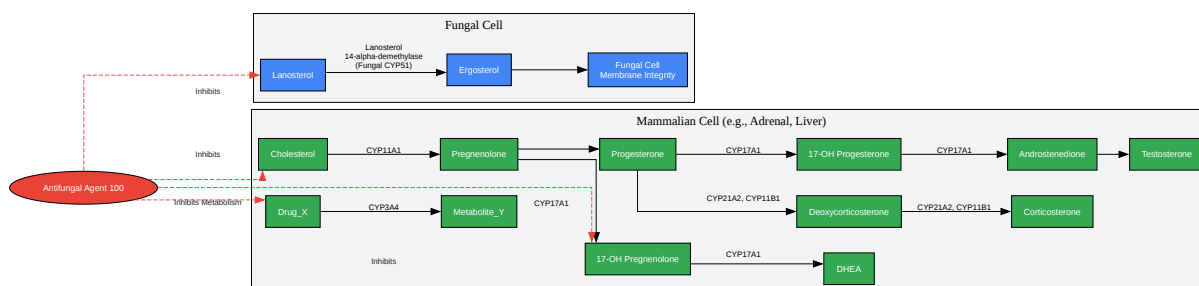 Fungal Cell
Lanosterol
14-alpha-demethylase
(Fungal CYP51)
Lanosterol
Ergosterol
Fungal Cell
Membrane Integrity
Inhibits
Mammalian Cell (e.g., Adrenal, Liver)
Inhibits
Cholesterol
CYP11A1
Pregnenolone
Progesterone
CYP17A1
17-OH Progesterone
CYP17A1
Androstenedione
Testosterone
Antifungal Agent 100
Inhibits Metabolism
Drug_X
CYP3A4
Metabolite_Y
CYP17A1
CYP21A2, CYP11B1
Deoxycorticosterone
CYP21A2, CYP11B1
Corticosterone
Inhibits
17-OH Pregnenolone
CYP17A1
DHEA